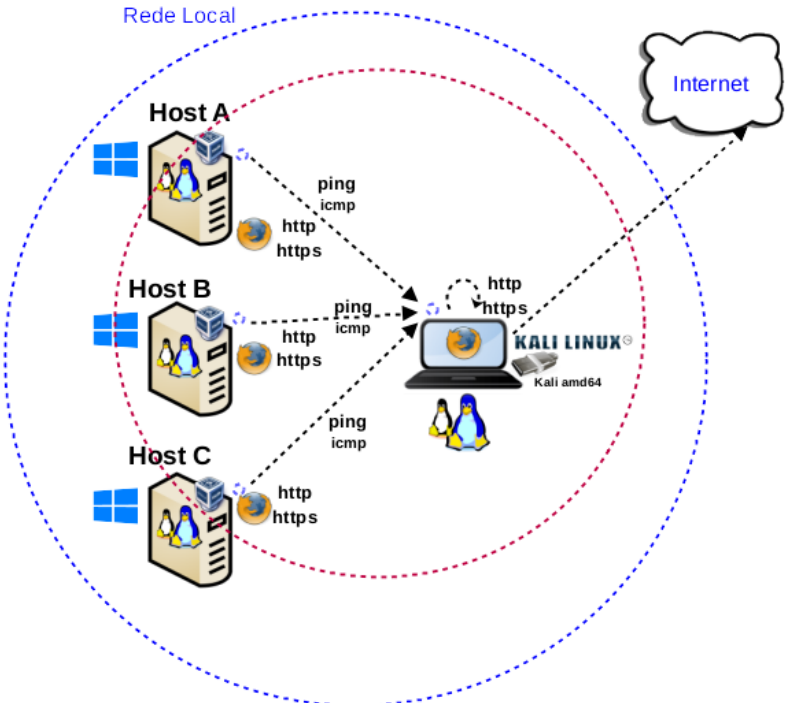 Rede Local
Internet
Host A
ping
icmp
http
https
Host B
ping
icmp
http
https
http
https
KALI LINUX
Kali amd64
ping
icmp
Host C
http
https